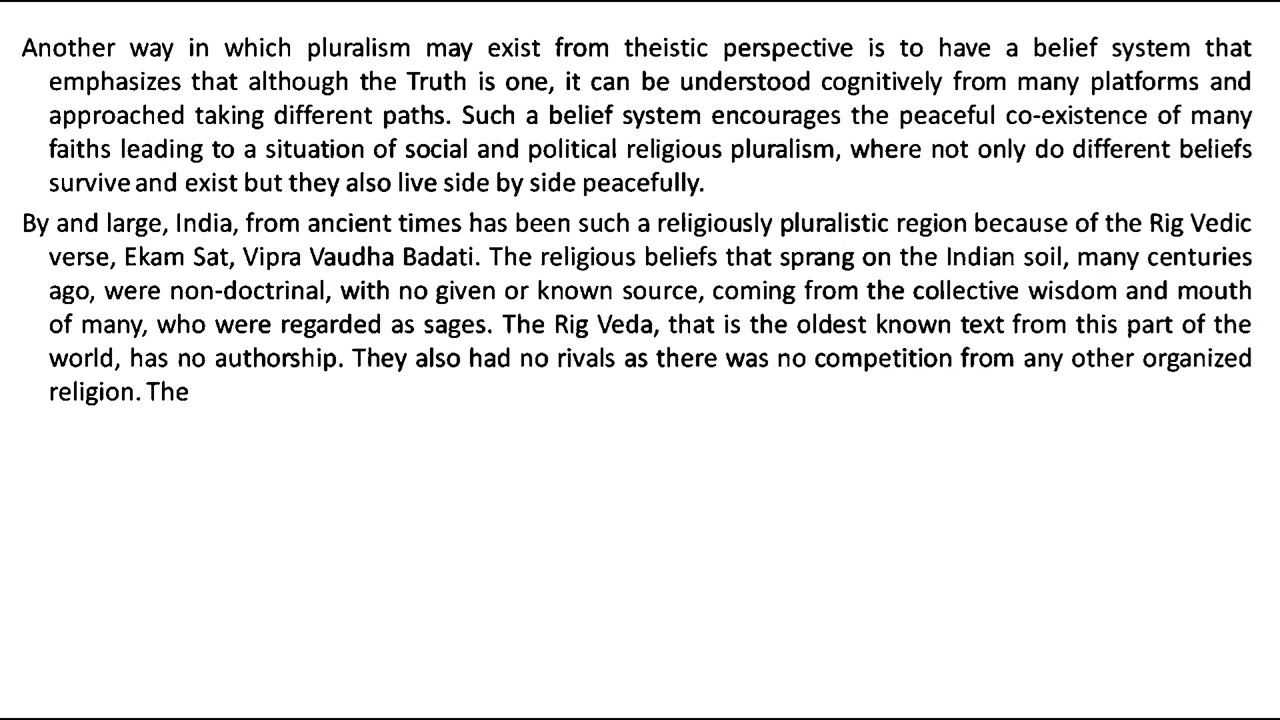 Another way in which pluralism may exist from theistic perspective is to have a belief system that
emphasizes that although the Truth is one, it can be understood cognitively from many platforms and
approached taking different paths. Such a belief system encourages the peaceful co-existence of many
faiths leading to a situation of social and political religious pluralism, where not only do different beliefs
survive and exist but they also live side by side peacefully.
By and large, India, from ancient times has been such a religiously pluralistic region because of the Rig Vedic
verse, Ekam Sat, Vipra Vaudha Badati. The religious beliefs that sprang on the Indian soil, many centuries
ago, were non-doctrinal, with no given or known source, coming from the collective wisdom and mouth
of many, who were regarded as sages. The Rig Veda, that is the oldest known text from this part of the
world, has no authorship. They also had no rivals as there was no competition from any other organized
religion. The